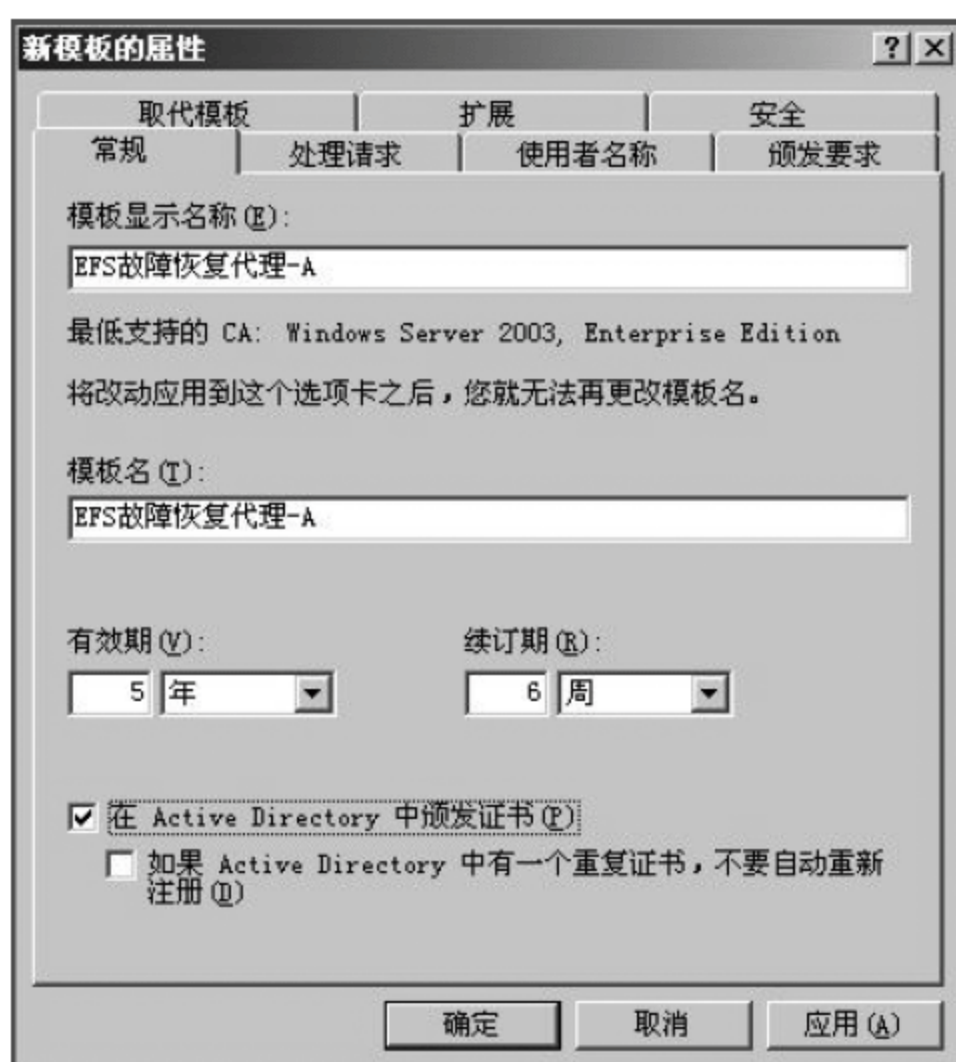 新模板的属性
取代模板 扩展 安全
常规 处理请求 使用者名称 颁发要求
模板显示名称(E):
EFS故障恢复代理-A
最低支持的 CA: Windows Server 2003, Enterprise Edition
将改动应用到这个选项卡之后，您就无法再更改模板名。
模板名(T):
EFS故障恢复代理-A
有效期(V): 续订期(R):
5 年 6 周
在 Active Directory 中颁发证书(P)
如果 Active Directory 中有一个重复证书，不要自动重新
注册(D)
确定 取消 应用(A)